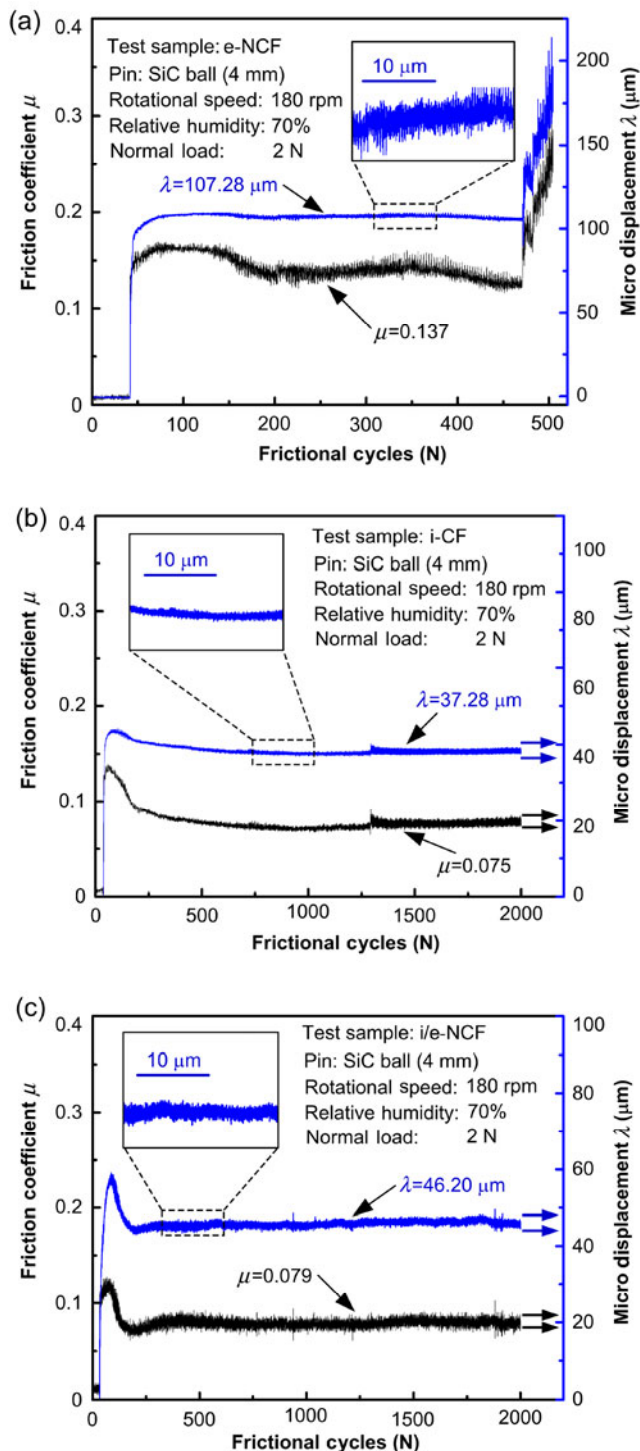 (a)
Test sample: e-NCF
Pin: SiC ball (4 mm)
Rotational speed: 180 rpm
Relative humidity: 70%
Normal load: 2 N
10 μm
λ=107.28 μm
μ=0.137
Friction coefficient μ
0.4
0.3
0.2
0.1
0
Micro displacement λ (μm)
200
150
100
50
0
0 100 200 300 400 500
Frictional cycles (N)
(b)
Test sample: i-CF
Pin: SiC ball (4 mm)
Rotational speed: 180 rpm
Relative humidity: 70%
Normal load: 2 N
10 μm
λ=37.28 μm
μ=0.075
Friction coefficient μ
0.4
0.3
0.2
0.1
0
Micro displacement λ (μm)
100
80
60
40
20
0
0 500 1000 1500 2000
Frictional cycles (N)
(c)
Test sample: i/e-NCF
Pin: SiC ball (4 mm)
Rotational speed: 180 rpm
Relative humidity: 70%
Normal load: 2 N
10 μm
λ=46.20 μm
μ=0.079
Friction coefficient μ
0.4
0.3
0.2
0.1
0
Micro displacement λ (μm)
100
80
60
40
20
0
0 500 1000 1500 2000
Frictional cycles (N)